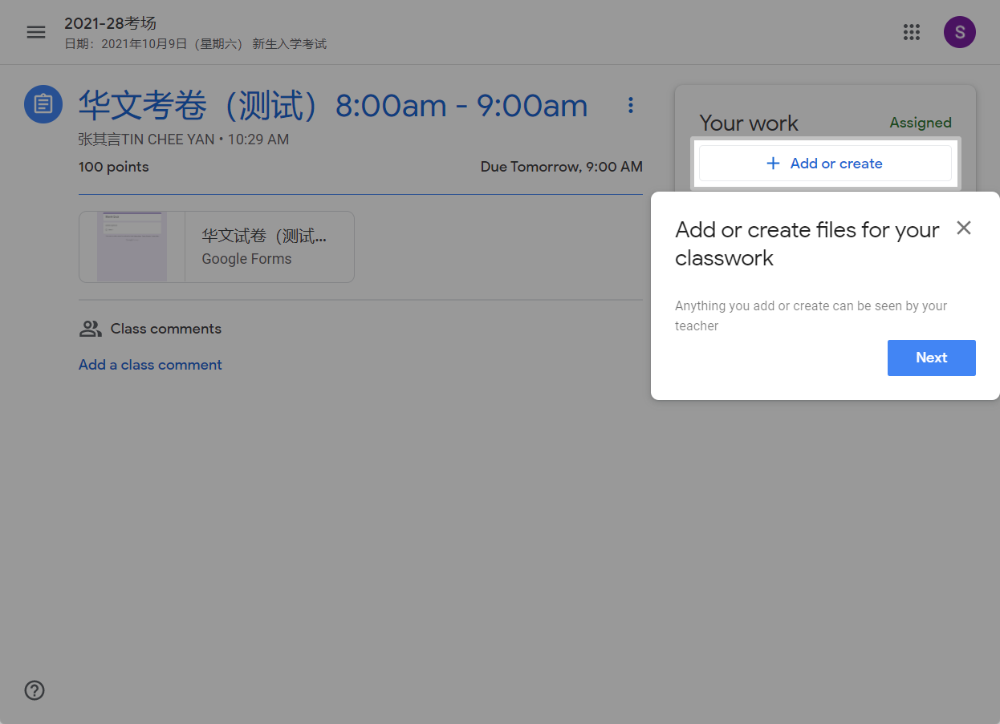 2021-28考场
日期：2021年10月9日（星期六） 新生入学考试
S
华文考卷（测试）8:00am - 9:00am
张其言TIN CHEE YAN • 10:29 AM
100 points
Due Tomorrow, 9:00 AM
华文试卷（测试...
Google Forms
Class comments
Add a class comment
Your work
Assigned
+ Add or create
Add or create files for your
classwork
Anything you add or create can be seen by your
teacher
Next